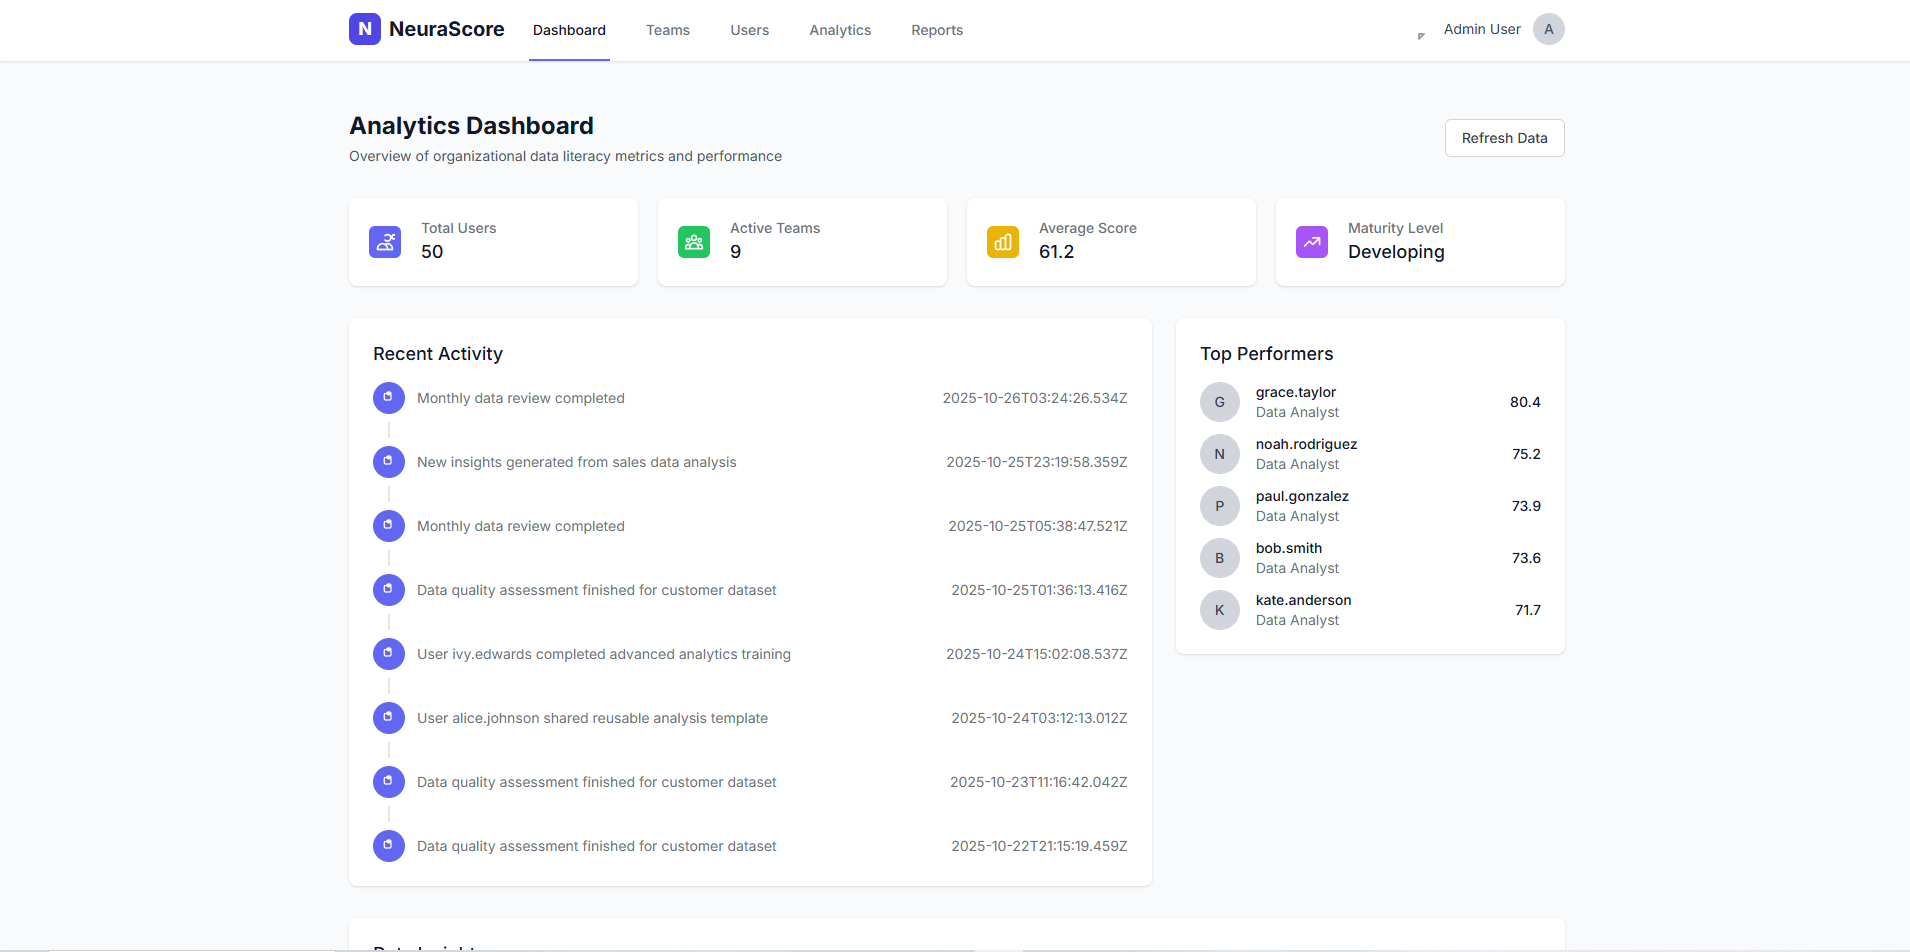 N NeuraScore Dashboard Teams Users Analytics Reports Admin User A
Analytics Dashboard
Overview of organizational data literacy metrics and performance
Refresh Data
Total Users
50
Active Teams
9
Average Score
61.2
Maturity Level
Developing
Recent Activity
Monthly data review completed 2025-10-26T03:24:26.534Z
New insights generated from sales data analysis 2025-10-25T23:19:58.359Z
Monthly data review completed 2025-10-25T05:38:47.521Z
Data quality assessment finished for customer dataset 2025-10-25T01:36:13.416Z
User ivy.edwards completed advanced analytics training 2025-10-24T15:02:08.537Z
User alice.johnson shared reusable analysis template 2025-10-24T03:12:13.012Z
Data quality assessment finished for customer dataset 2025-10-23T11:16:42.042Z
Data quality assessment finished for customer dataset 2025-10-22T21:15:19.459Z
Top Performers
G grace.taylor
Data Analyst
80.4
N noah.rodriguez
Data Analyst
75.2
P paul.gonzalez
Data Analyst
73.9
B bob.smith
Data Analyst
73.6
K kate.anderson
Data Analyst
71.7